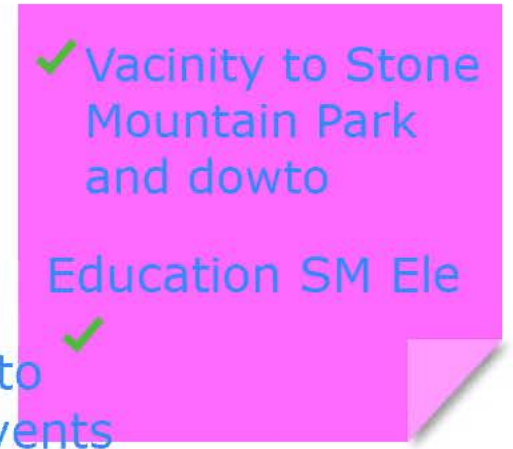 Vacinity to Stone
Mountain Park
and dowto
Education SM Ele
to
vents